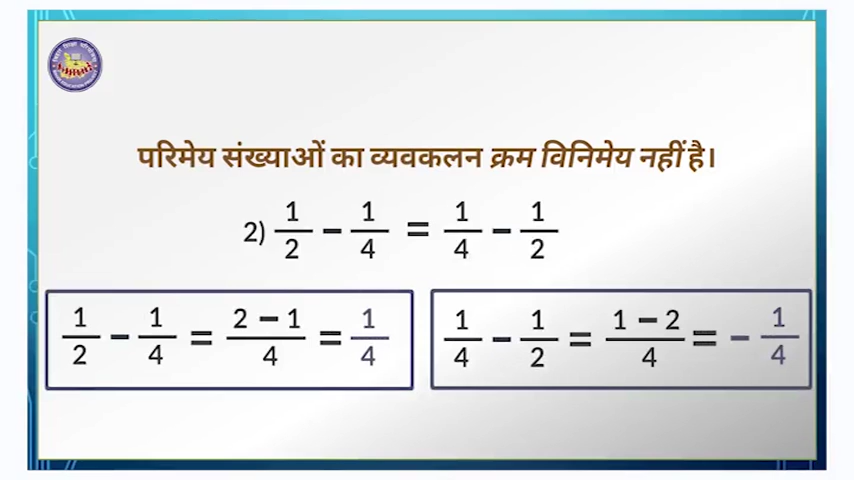 परिमेय संख्याओं का व्यवकलन क्रम विनिमेय नहीं है।
2) 1/2 - 1/4 = 1/4 - 1/2
1/2 - 1/4 = 2 - 1/4 = 1/4
1/4 - 1/2 = 1 - 2/4 = - 1/4